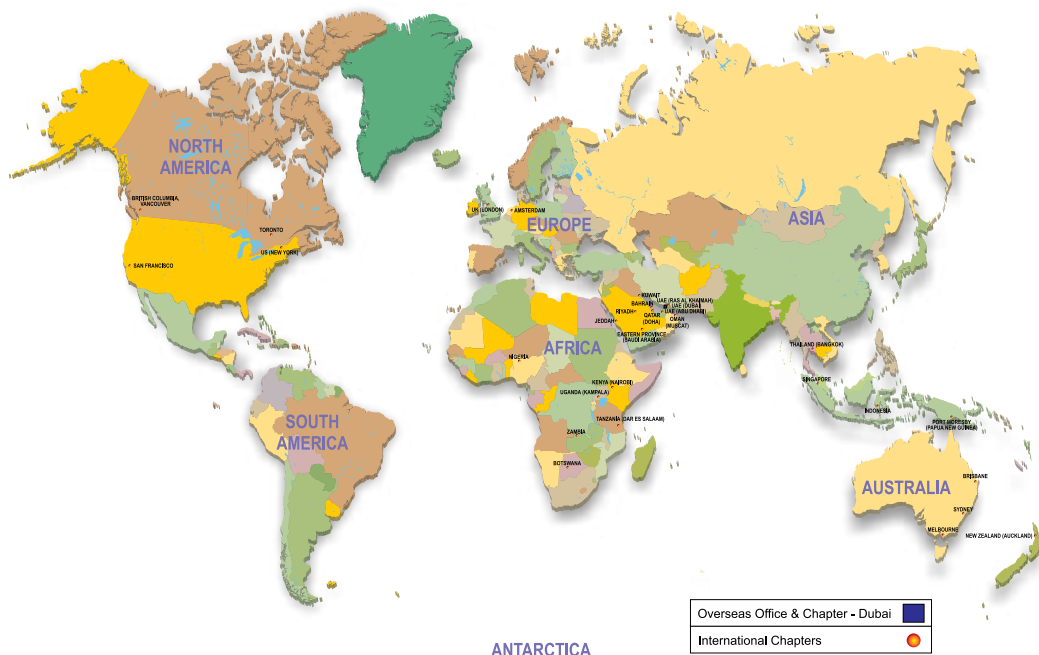 NORTH
AMERICA
BRITISH COLUMBIA,
VANCOUVER
TORONTO
US (NEW YORK)
SAN FRANCISCO
SOUTH
AMERICA
UK (LONDON)
AMSTERDAM
EUROPE
ASIA
KUWAIT
BAHRAIN
UAE (RAS AL KHAIMAH)
UAE (DUBAI)
UAE (ABU DHABI)
RIYADH
QATAR
(DOHA)
OMAN
(MUSCAT)
JEDDAH
EASTERN PROVINCE
(SAUDI ARABIA)
AFRICA
NIGERIA
KENYA (NAIROBI)
UGANDA (KAMPALA)
TANZANIA (DAR ES SALAAM)
ZAMBIA
BOTSWANA
THAILAND (BANGKOK)
SINGAPORE
INDONESIA
PORT MORESBY
(PAPUA NEW GUINEA)
AUSTRALIA
BRISBANE
SYDNEY
MELBOURNE
NEW ZEALAND (AUCKLAND)
Overseas Office & Chapter - Dubai
International Chapters
ANTARCTICA